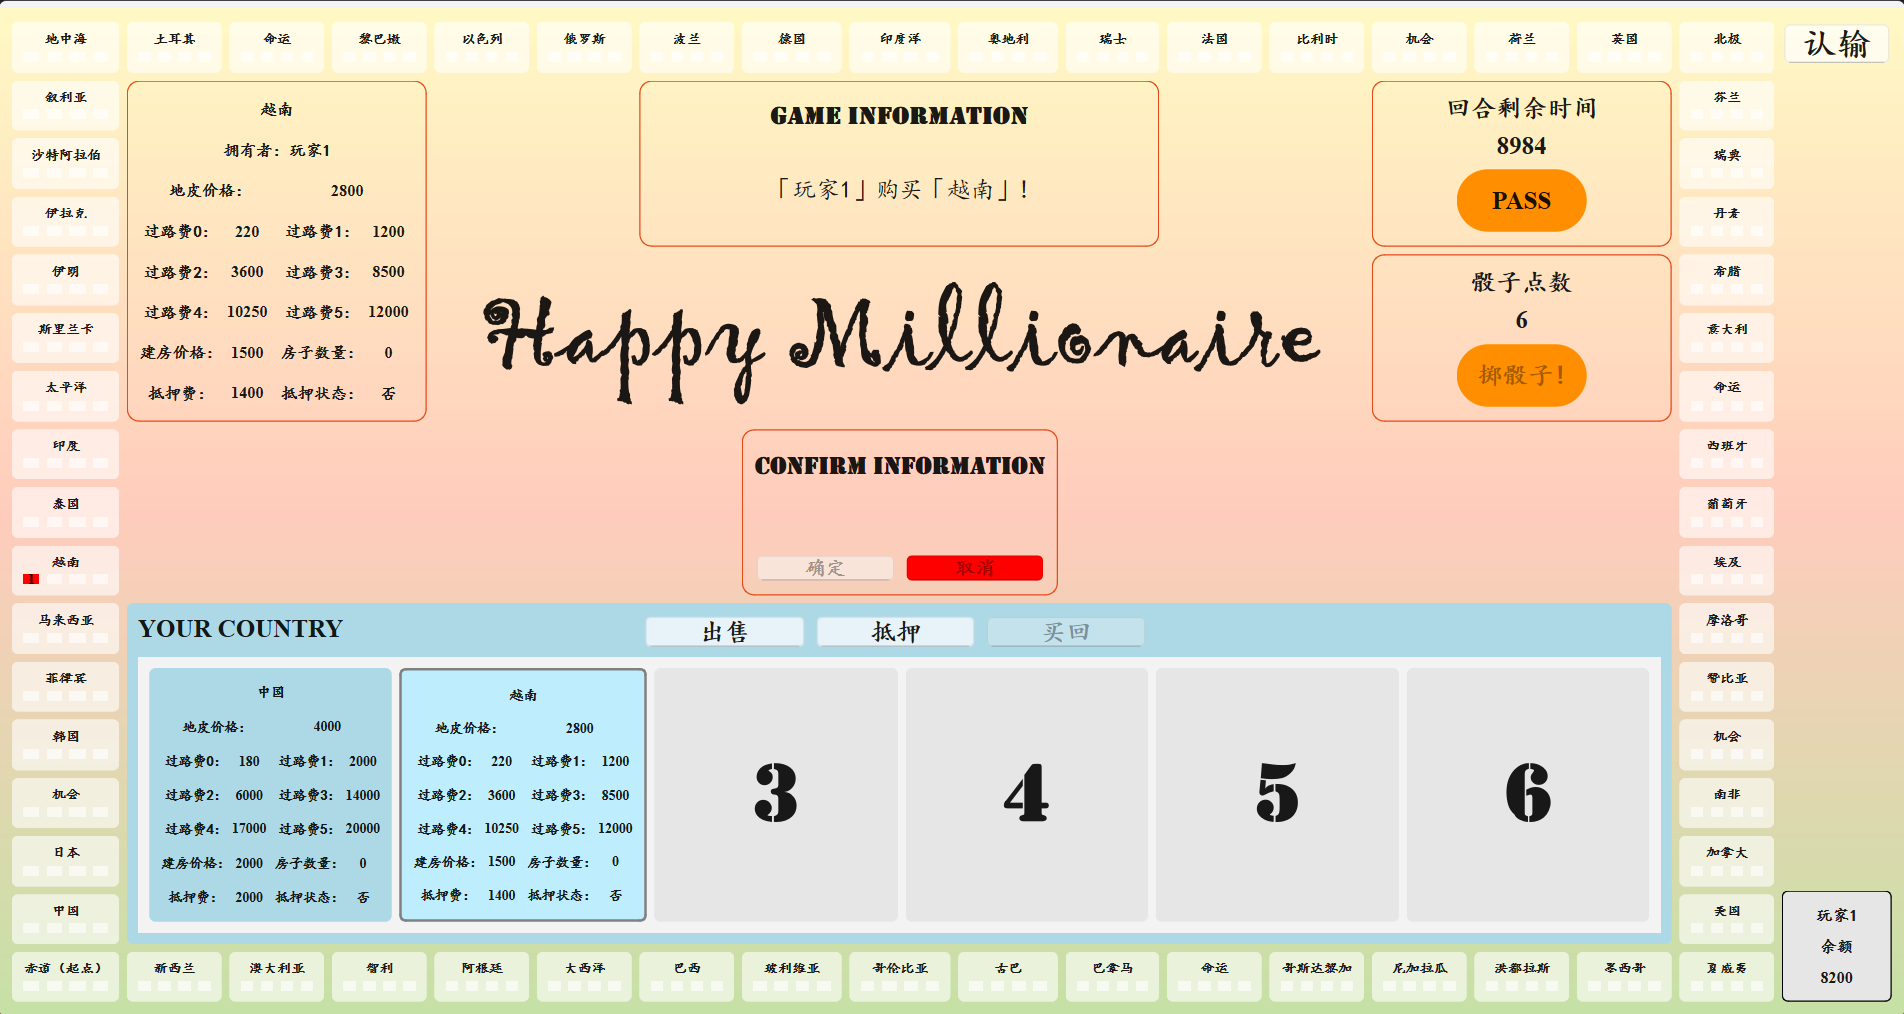 地中海
土耳其
命运
黎巴嫩
以色列
俄罗斯
波兰
德国
印度洋
奥地利
瑞士
法国
比利时
机会
荷兰
英国
北极
认输
叙利亚
沙特阿拉伯
伊拉克
伊朗
斯里兰卡
太平洋
印度
泰国
越南
1
马来西亚
菲律宾
韩国
机会
日本
中国
越南
拥有者: 玩家1
地皮价格: 2800
过路费0: 220 过路费1: 1200
过路费2: 3600 过路费3: 8500
过路费4: 10250 过路费5: 12000
建房价格: 1500 房子数量: 0
抵押费: 1400 抵押状态: 否
GAME INFORMATION
「玩家1」购买「越南」!
Happy Millionaire
回合剩余时间
8984
PASS
骰子点数
6
掷骰子!
CONFIRM INFORMATION
确定
取消
芬兰
瑞典
丹麦
希腊
意大利
命运
西班牙
葡萄牙
埃及
摩洛哥
赞比亚
机会
南非
加拿大
美国
YOUR COUNTRY
出售
抵押
买回
中国
地皮价格: 4000
过路费0: 180 过路费1: 2000
过路费2: 6000 过路费3: 14000
过路费4: 17000 过路费5: 20000
建房价格: 2000 房子数量: 0
抵押费: 2000 抵押状态: 否
越南
地皮价格: 2800
过路费0: 220 过路费1: 1200
过路费2: 3600 过路费3: 8500
过路费4: 10250 过路费5: 12000
建房价格: 1500 房子数量: 0
抵押费: 1400 抵押状态: 否
3
4
5
6
赤道（起点）
新西兰
澳大利亚
智利
阿根廷
大西洋
巴西
玻利维亚
哥伦比亚
古巴
巴拿马
命运
哥斯达黎加
尼加拉瓜
洪都拉斯
墨西哥
夏威夷
玩家1
余额
8200